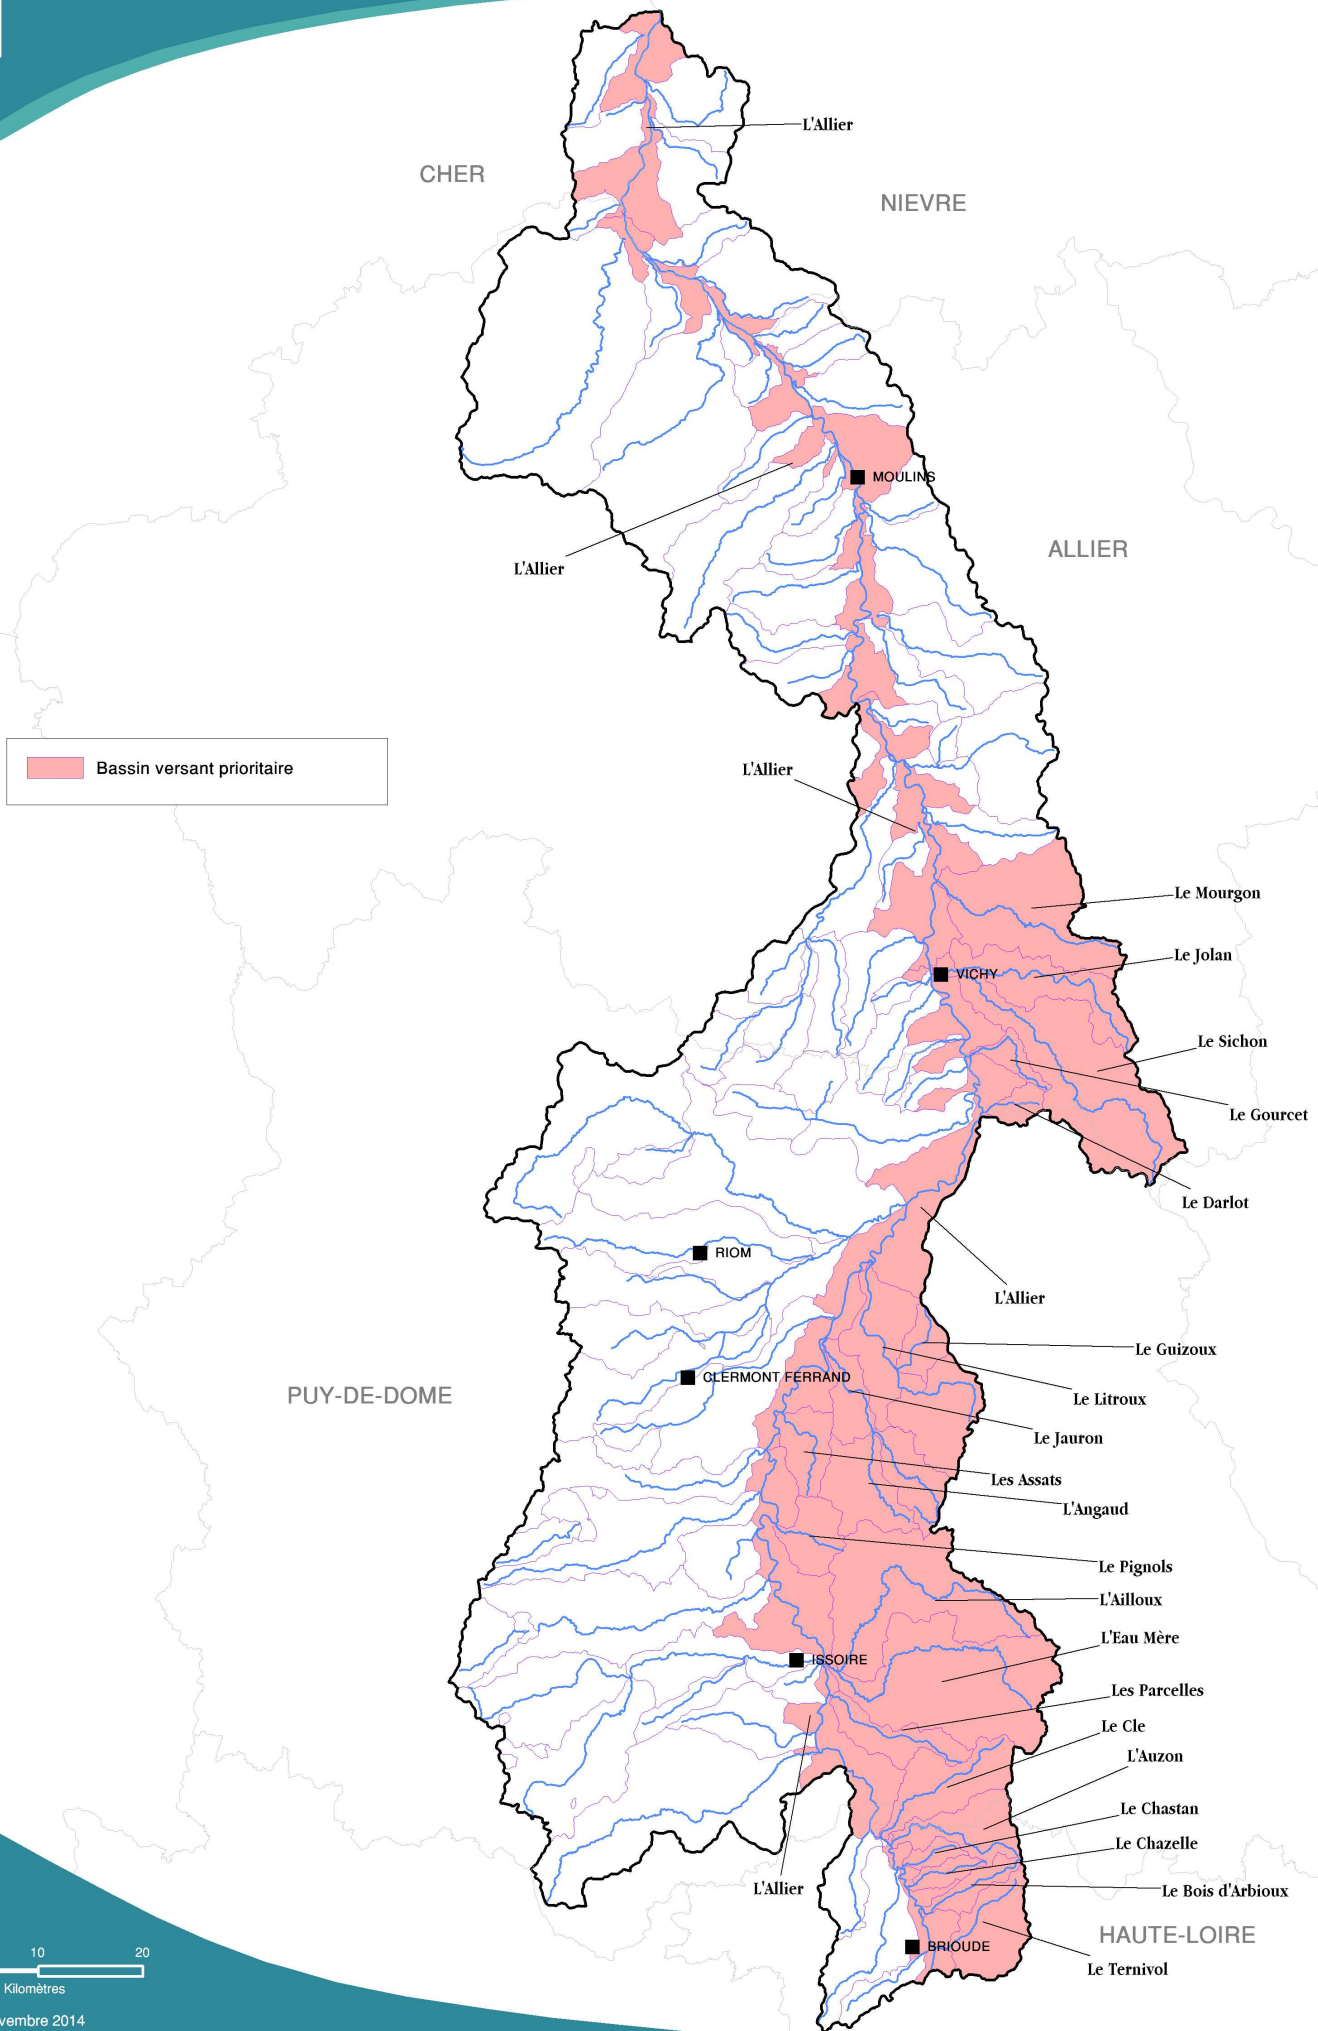 L'Allier
CHER
NIEVRE
MOULINS
ALLIER
L'Allier
Bassin versant prioritaire
L'Allier
Le Mourgon
Le Jolan
VICHY
Le Sichon
Le Gourcet
Le Darlot
RIOM
L'Allier
Le Guizoux
CLERMONT FERRAND
PUY-DE-DOME
Le Litroux
Le Jauron
Les Assats
L'Angaud
Le Pignols
L'Ailloux
L'Eau Mère
ISSOIRE
Les Parcelles
Le Cle
L'Auzon
Le Chastan
Le Chazelle
L'Allier
Le Bois d'Arbioux
HAUTE-LOIRE
BRIOUDE
10 20
Le Ternivol
Kilomètres
2014